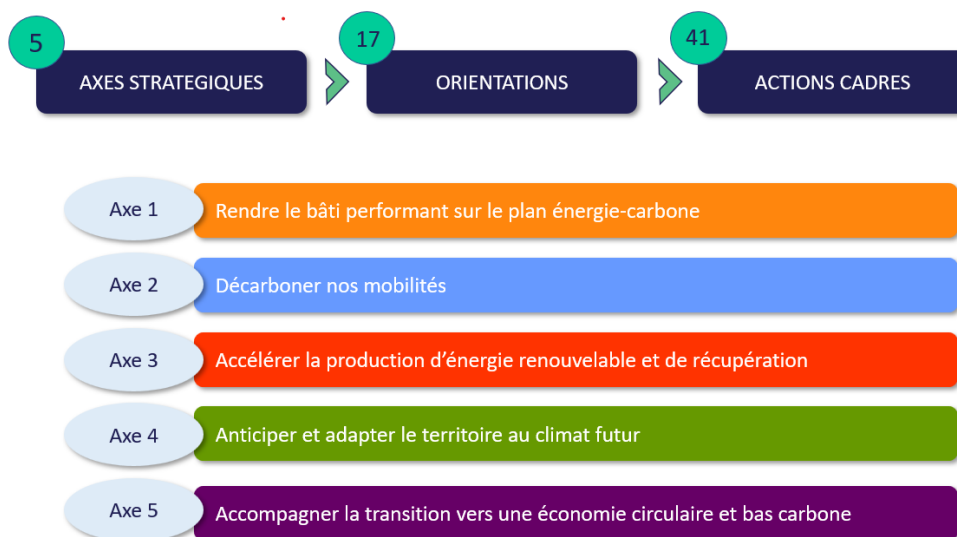 5
AXES STRATEGIQUES
17
ORIENTATIONS
41
ACTIONS CADRES
Axe 1
Rendre le bâti performant sur le plan énergie-carbone
Axe 2
Décarboner nos mobilités
Axe 3
Accélérer la production d’énergie renouvelable et de récupération
Axe 4
Anticiper et adapter le territoire au climat futur
Axe 5
Accompagner la transition vers une économie circulaire et bas carbone